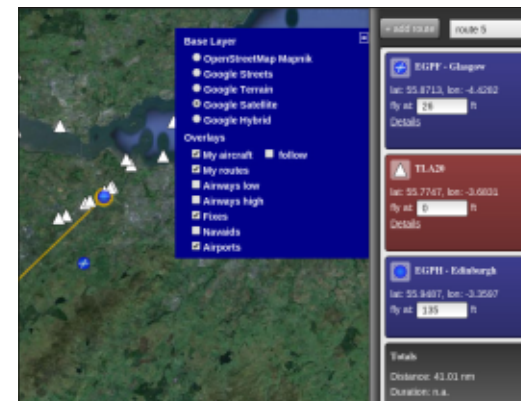 Base Layer
OpenStreetMap Mapnik
Google Streets
Google Terrain
Google Satellite
Google Hybrid
Overlays
My aircraft follow
My routes
Airways low
Airways high
Fixes
Navaids
Airports
+ add route route 5
EGPF - Glasgow
lat: 55.8713, lon: -4.4282
fly at: 26 ft
Details
TLA20
lat: 55.7747, lon: -3.6031
fly at: 0 ft
Details
EGPH - Edinburgh
lat: 55.9487, lon: -3.3597
fly at: 135 ft
Totals
Distance: 41.01 nm
Duration: n.a.